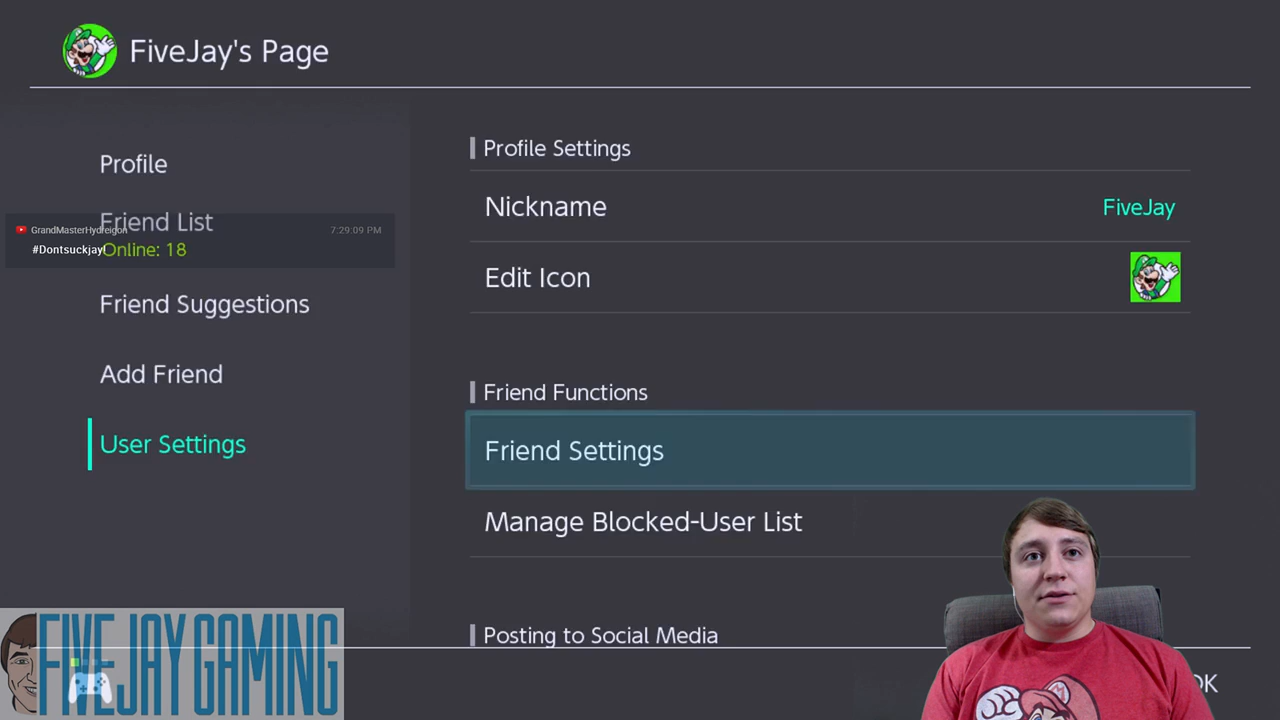 FiveJay's Page
Profile
Friend List
GrandMasterHydreigon 7:29:09 PM
#Dontsuckjay!
Online: 18
Friend Suggestions
Add Friend
User Settings
Profile Settings
Nickname FiveJay
Edit Icon
Friend Functions
Friend Settings
Manage Blocked-User List
Posting to Social Media
FIVEJAY GAMING
OK